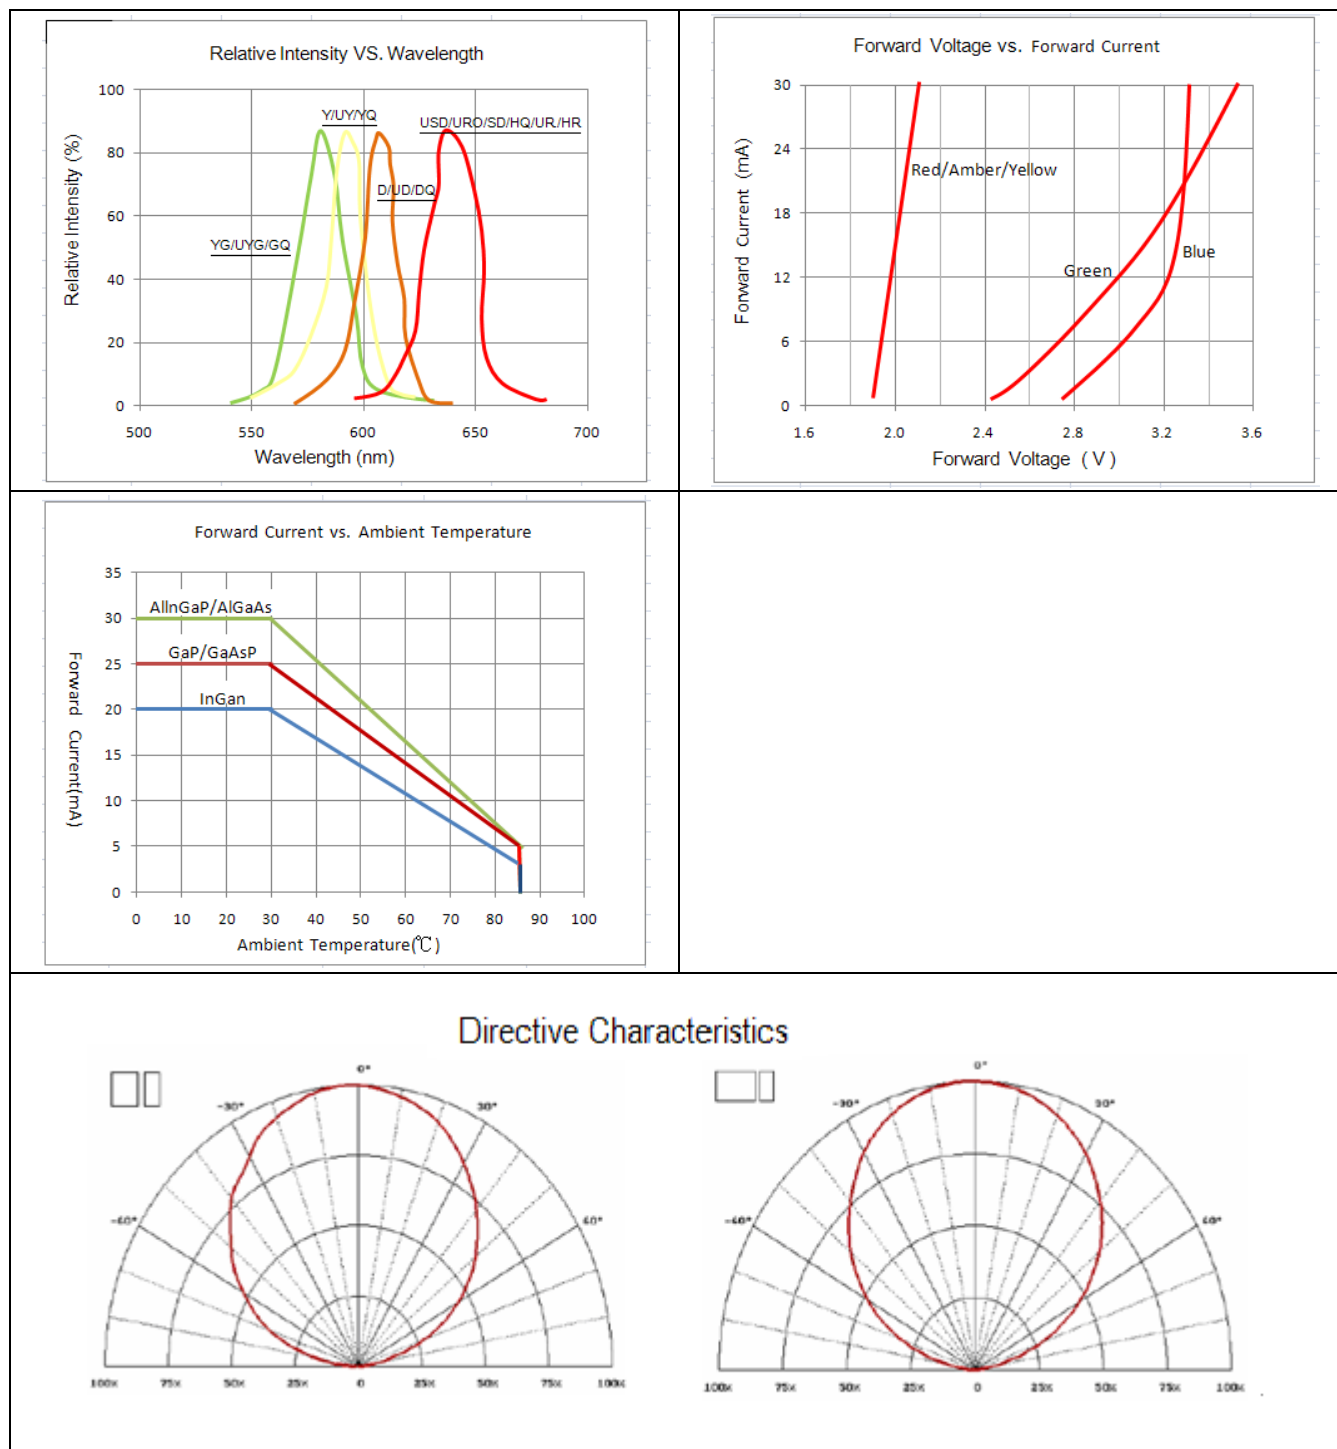 Relative Intensity VS. Wavelength
Relative Intensity (%)
100
80
60
40
20
0
Y/UY/YQ
USD/URO/SD/HQ/UR/HR
D/UD/DQ
YG/UYG/GQ
500 550 600 650 700
Wavelength (nm)
Forward Voltage vs. Forward Current
Forward Current (mA)
30
24
18
12
6
0
Red/Amber/Yellow
Blue
Green
1.6 2.0 2.4 2.8 3.2 3.6
Forward Voltage ( V )
Forward Current vs. Ambient Temperature
Forward Current(mA)
35
30
25
20
15
10
5
0
AllnGaP/AlGaAs
GaP/GaAsP
InGan
0 10 20 30 40 50 60 70 80 90 100
Ambient Temperature(℃)
Directive Characteristics
0°
-30° 30°
-60° 60°
100% 75% 50% 25% 0 25% 50% 75% 100%
0°
-30° 30°
-60° 60°
100% 75% 50% 25% 0 25% 50% 75% 100%